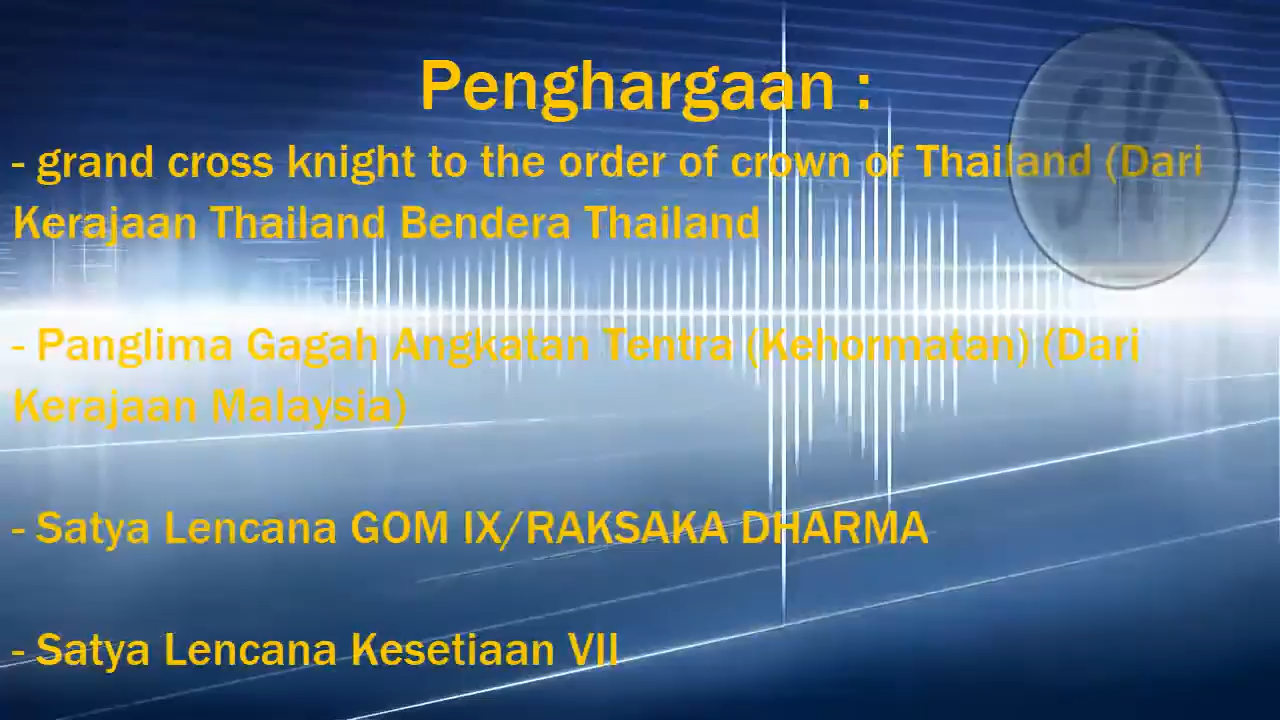 Penghargaan :
- grand cross knight to the order of crown of Thailand (Dari
Kerajaan Thailand Bendera Thailand
- Panglima Gagah Angkatan Tentra (Kehormatan) (Dari
Kerajaan Malaysia)
- Satya Lencana GOM IX/RAKSAKA DHARMA
- Satya Lencana Kesetiaan VII
SK